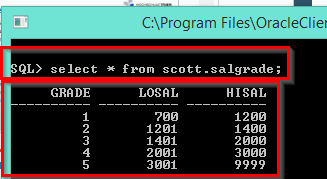 C:\Program Files\OracleClien
SQL> select * from scott.salgrade;
GRADE LOSAL HISAL
---------- ---------- ----------
1 700 1200
2 1201 1400
3 1401 2000
4 2001 3000
5 3001 9999